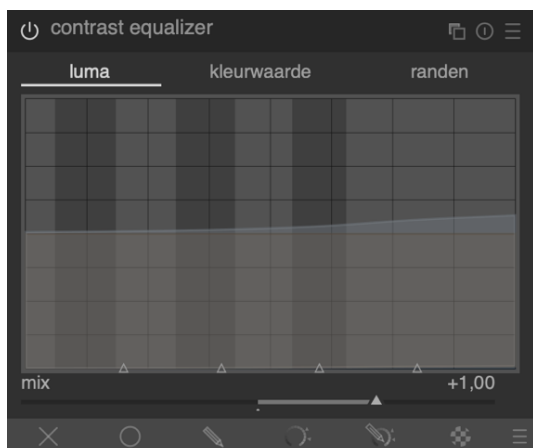 contrast equalizer
luma kleurwaarde randen
mix +1,00